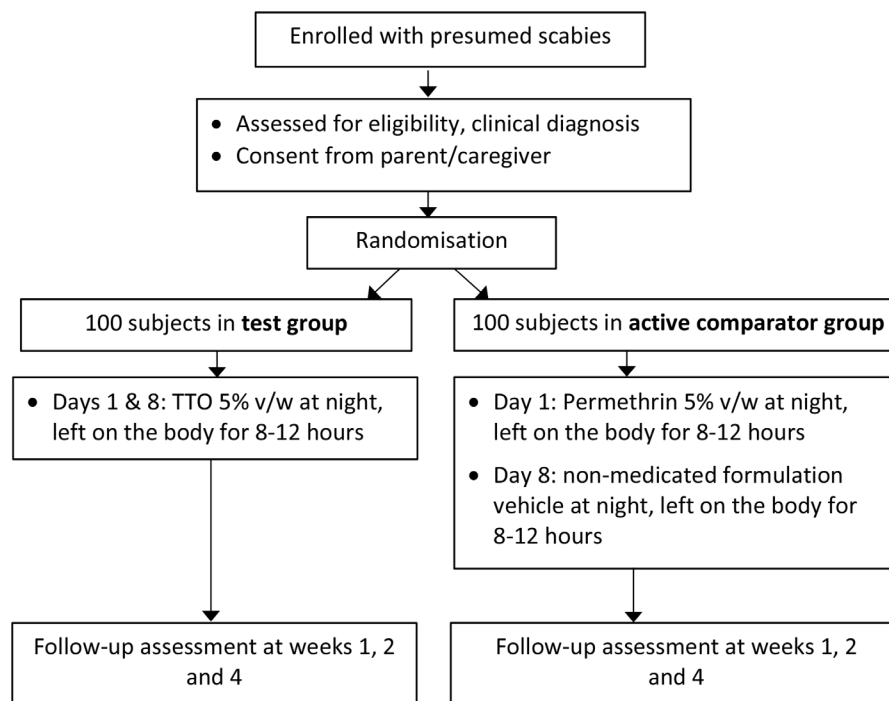 Enrolled with presumed scabies
• Assessed for eligibility, clinical diagnosis
• Consent from parent/caregiver
Randomisation
100 subjects in test group
• Days 1 & 8: TTO 5% v/w at night,
left on the body for 8-12 hours
Follow-up assessment at weeks 1, 2
and 4
100 subjects in active comparator group
• Day 1: Permethrin 5% v/w at night,
left on the body for 8-12 hours
• Day 8: non-medicated formulation
vehicle at night, left on the body for
8-12 hours
Follow-up assessment at weeks 1, 2
and 4